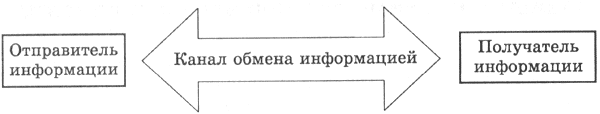 Отправитель
информации
Канал обмена информацией
Получатель
информации